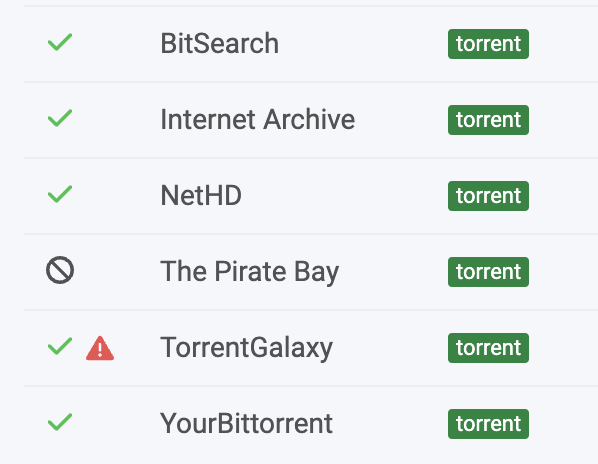 BitSearch torrent
Internet Archive torrent
NetHD torrent
The Pirate Bay torrent
TorrentGalaxy torrent
YourBittorrent torrent